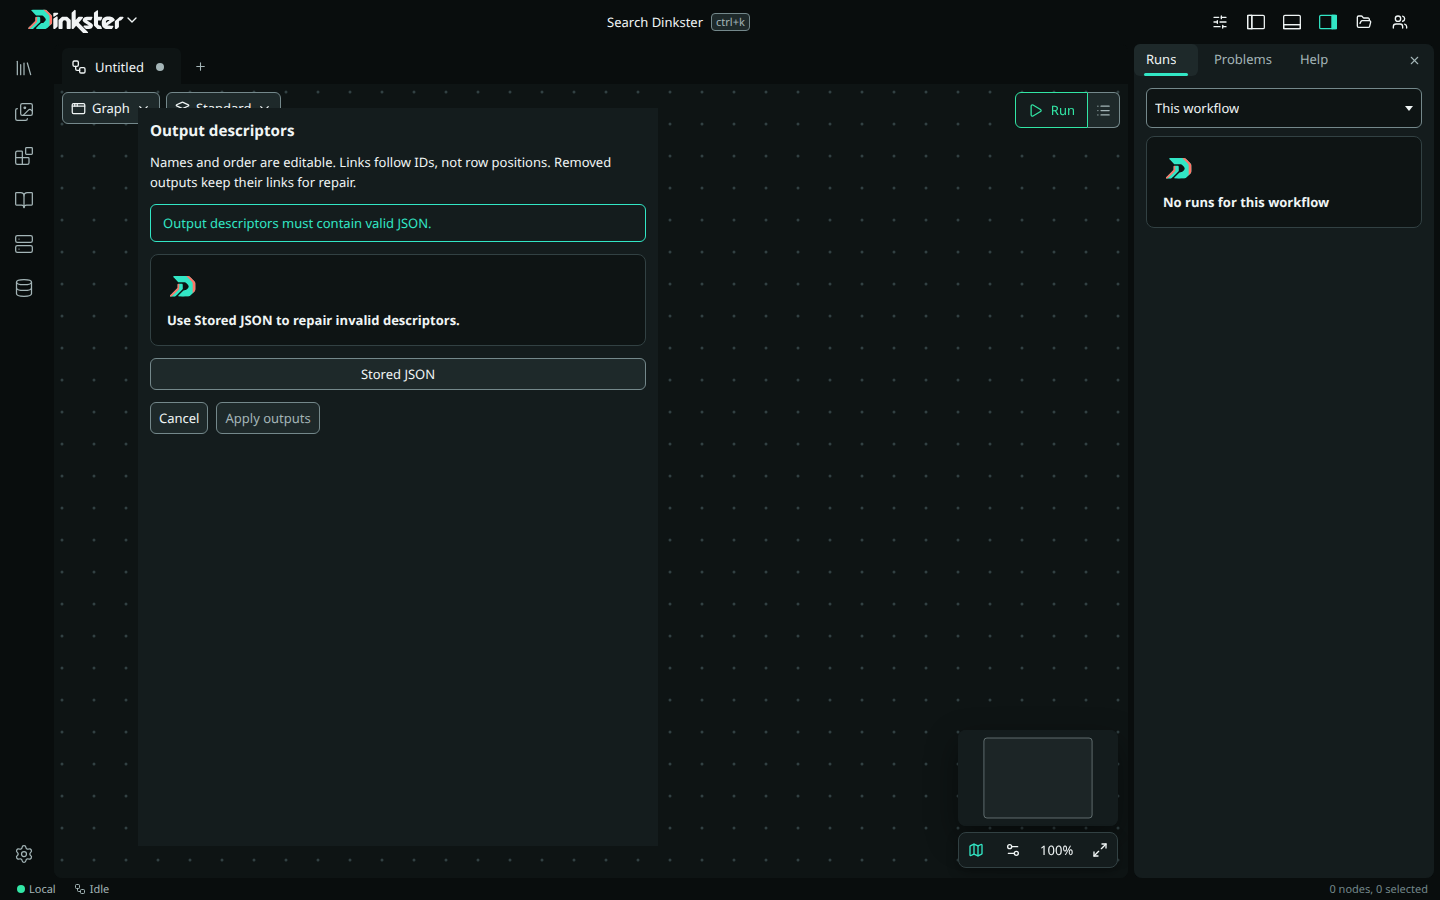 Dinkster
Search Dinkster ctrl+k
Untitled
Graph
Standard
Run
Output descriptors
Names and order are editable. Links follow IDs, not row positions. Removed
outputs keep their links for repair.
Output descriptors must contain valid JSON.
Use Stored JSON to repair invalid descriptors.
Stored JSON
Cancel
Apply outputs
100%
Runs
Problems
Help
This workflow
No runs for this workflow
Local
Idle
0 nodes, 0 selected